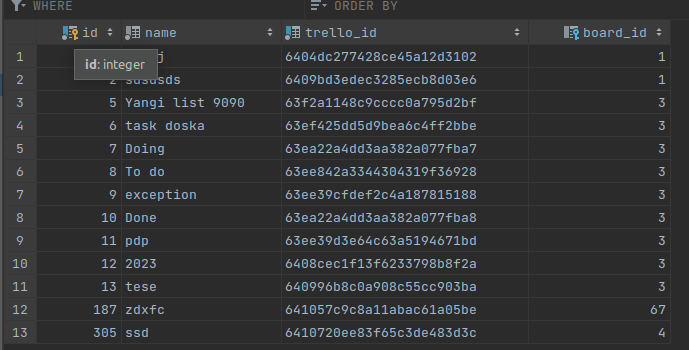 WHERE ORDER BY
id name trello_id board_id
1 j 6404dc277428ce45a12d3102 1
id: integer
2 2 sdsdsds 6409bd3edec3285ecb8d03e6 1
3 5 Yangi list 9090 63f2a1148c9cccc0a795d2bf 3
4 6 task doska 63ef425dd5d9bea6c4ff2bbe 3
5 7 Doing 63ea22a4dd3aa382a077fba7 3
6 8 To do 63ee842a3344304319f36928 3
7 9 exception 63ee39cfdef2c4a187815188 3
8 10 Done 63ea22a4dd3aa382a077fba8 3
9 11 pdp 63ee39d3e64c63a5194671bd 3
10 12 2023 6408cec1f13f6233798b8f2a 3
11 13 tese 640996b8c0a908c55cc903ba 3
12 187 zdxfc 641057c9c8a11abac61a05be 67
13 305 ssd 6410720ee83f65c3de483d3c 4